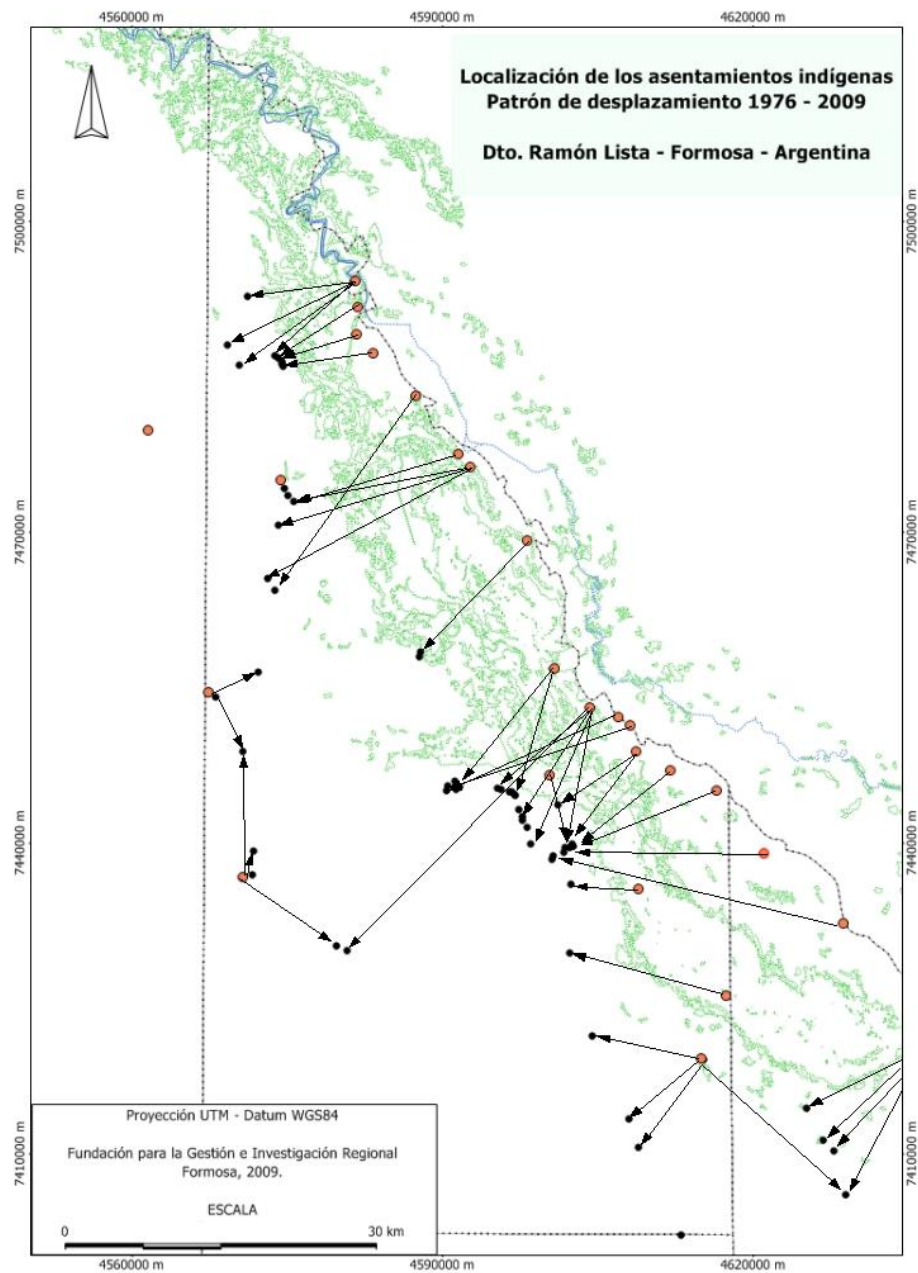 4560000 m
4590000 m
4620000 m
Localización de los asentamientos indígenas
Patrón de desplazamiento 1976 - 2009
Dto. Ramón Lista - Formosa - Argentina
7500000 m
7500000 m
7470000 m
7470000 m
7440000 m
7440000 m
7410000 m
7410000 m
Proyección UTM - Datum WGS84
Fundación para la Gestión e Investigación Regional
Formosa, 2009.
ESCALA
0
30 km
4560000 m
4590000 m
4620000 m